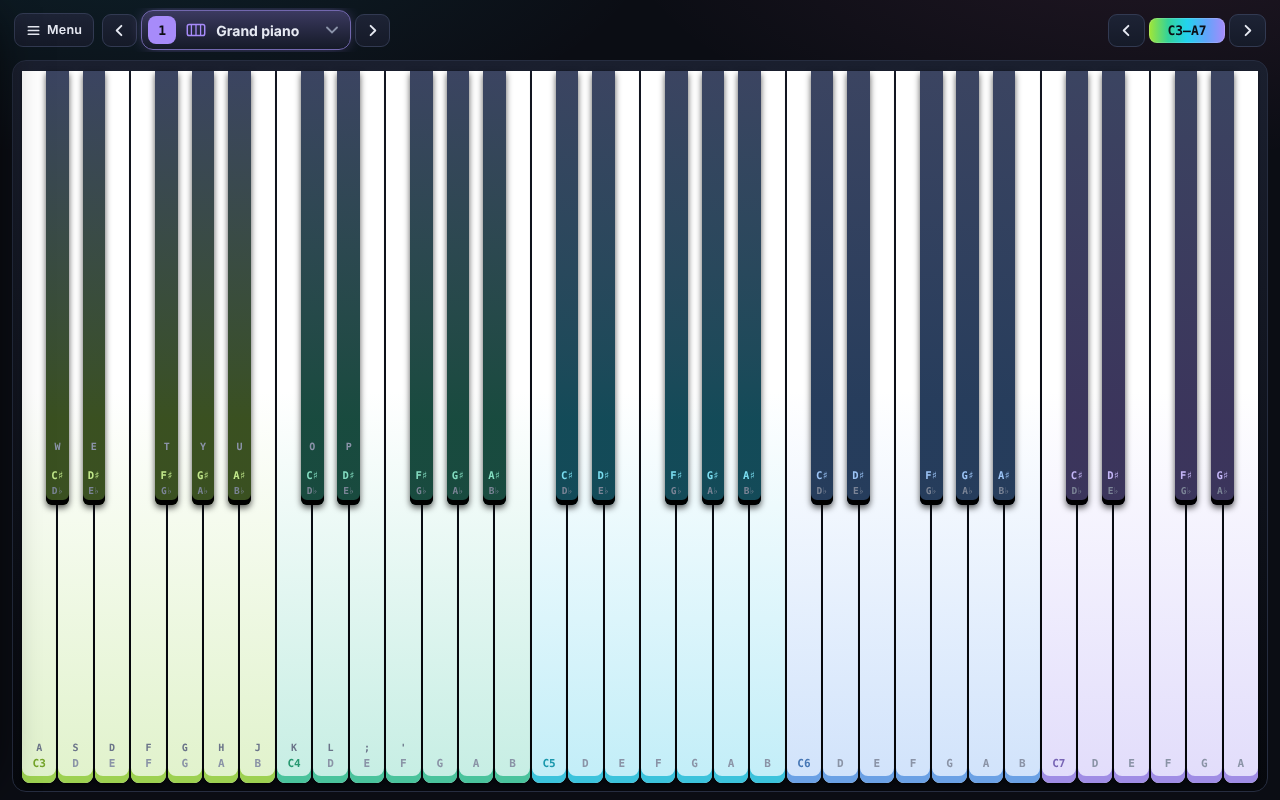 Menu 1 Grand piano C3–A7
W E T Y U O P
C♯ D♯ F♯ G♯ A♯ C♯ D♯ F♯ G♯ A♯ C♯ D♯ F♯ G♯ A♯ C♯ D♯ F♯ G♯ A♯ C♯ D♯ F♯ G♯
D♭ E♭ G♭ A♭ B♭ D♭ E♭ G♭ A♭ B♭ D♭ E♭ G♭ A♭ B♭ D♭ E♭ G♭ A♭ B♭ D♭ E♭ G♭ A♭
A S D F G H J K L ; '
C3 D E F G A B C4 D E F G A B C5 D E F G A B C6 D E F G A B C7 D E F G A